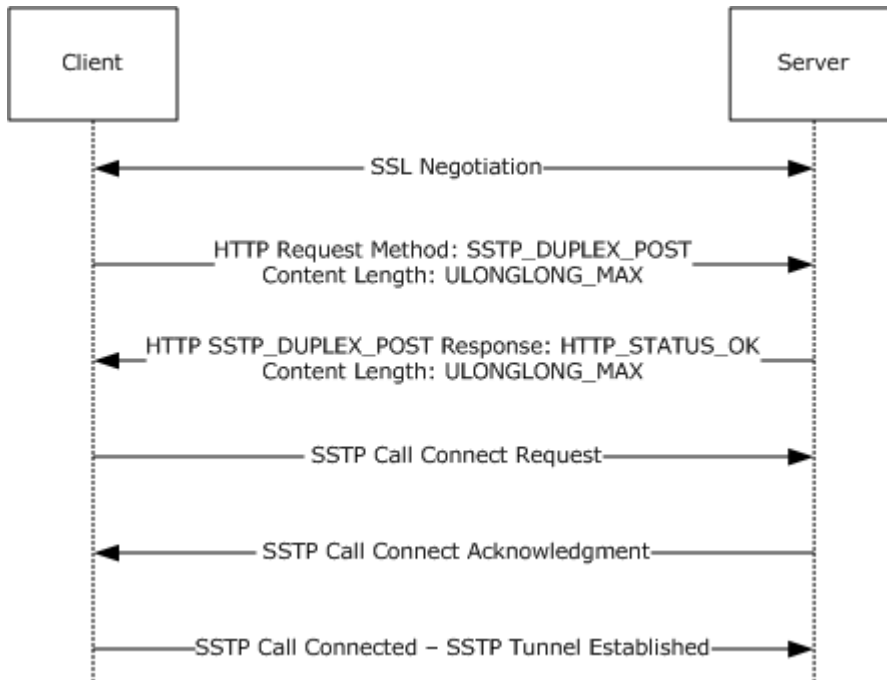 Client
Server
SSL Negotiation
HTTP Request Method: SSTP_DUPLEX_POST
Content Length: ULONGLONG_MAX
HTTP SSTP_DUPLEX_POST Response: HTTP_STATUS_OK
Content Length: ULONGLONG_MAX
SSTP Call Connect Request
SSTP Call Connect Acknowledgment
SSTP Call Connected – SSTP Tunnel Established